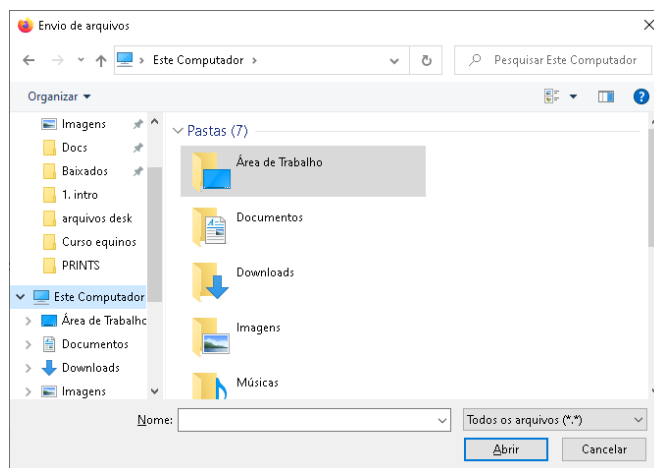 Envio de arquivos
Este Computador
Pesquisar Este Computador
Organizar
Imagens
Docs
Baixados
1. intro
arquivos desk
Curso equinos
PRINTS
Este Computador
Área de Trabalho
Documentos
Downloads
Imagens
Pastas (7)
Área de Trabalho
Documentos
Downloads
Imagens
Músicas
Nome:
Todos os arquivos (*.*)
Abrir
Cancelar